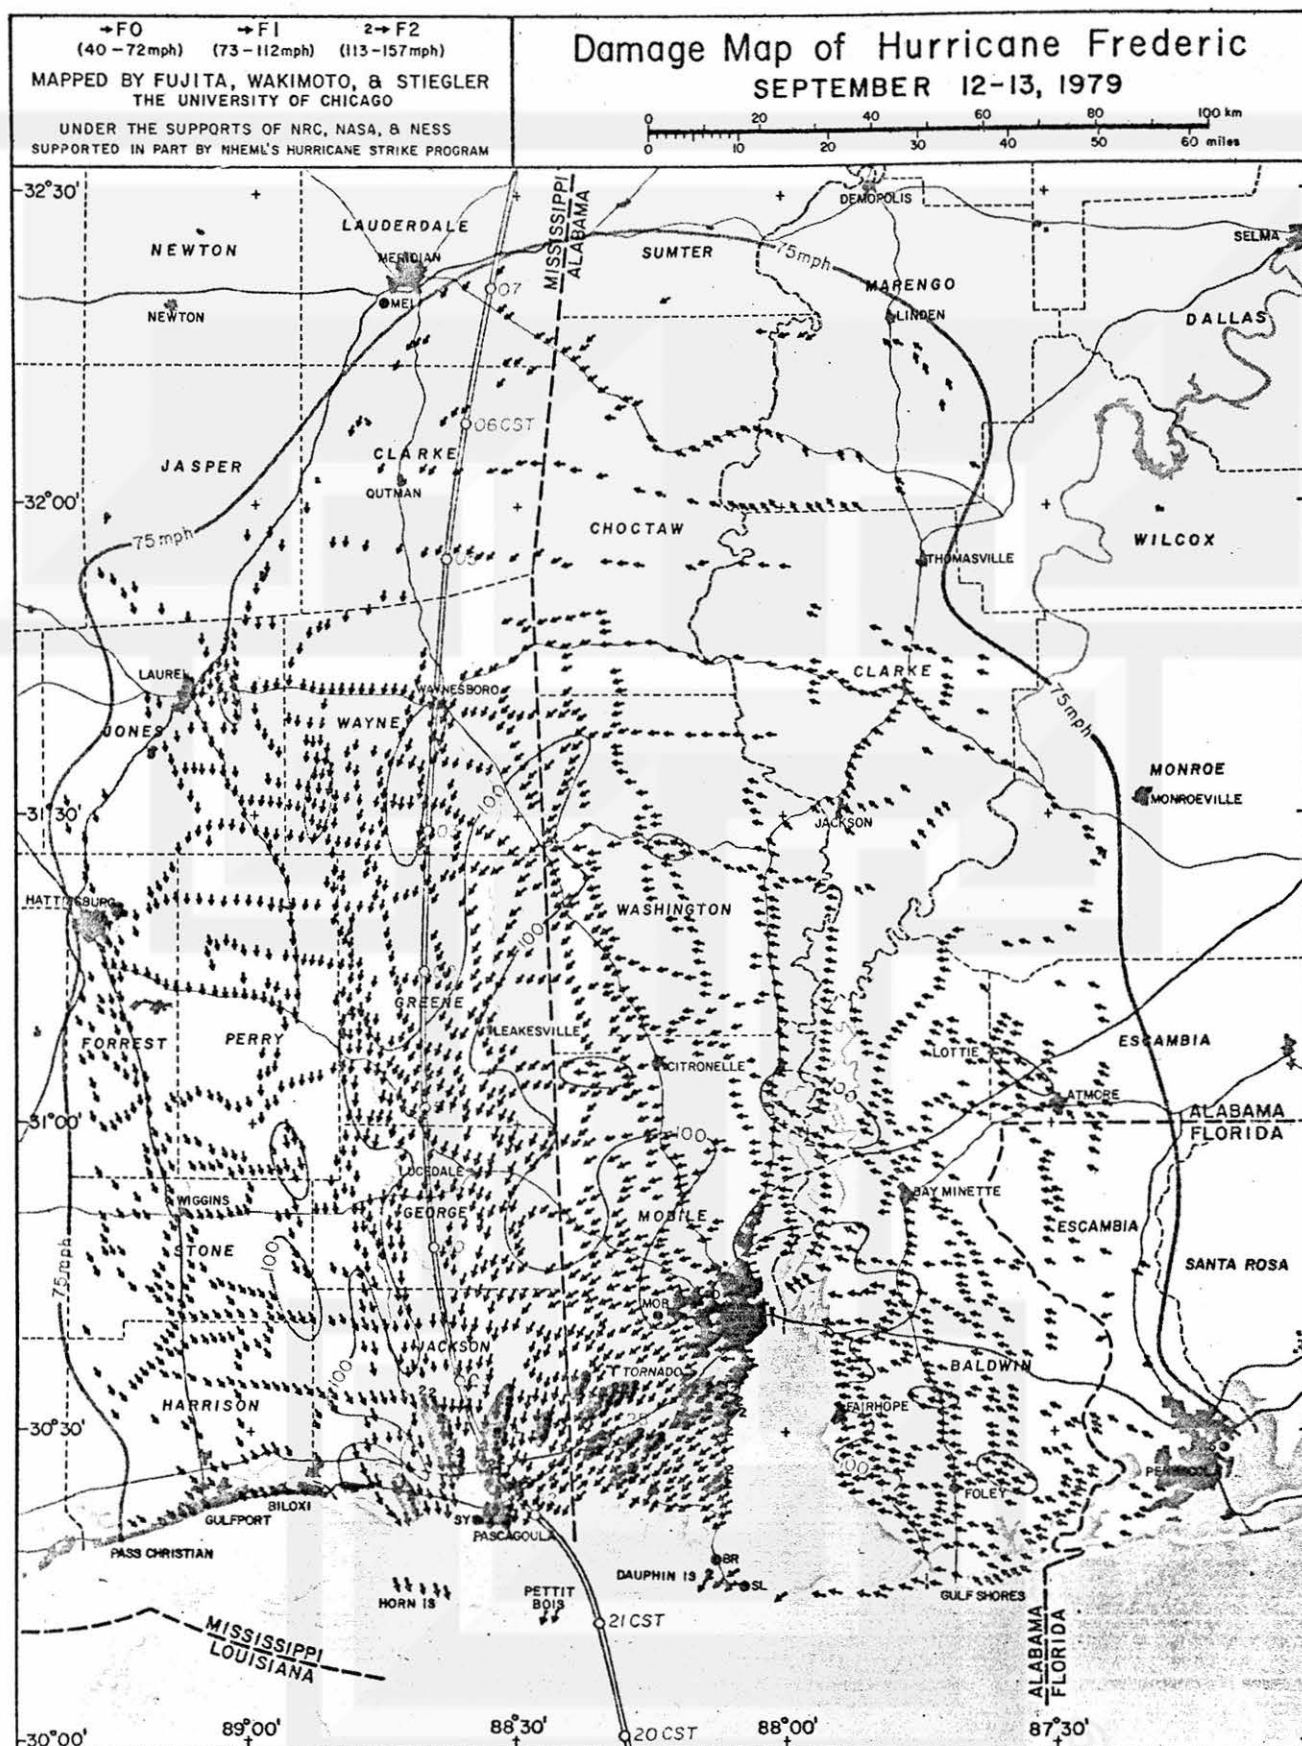 →F0 →F1 2→F2
(40-72mph) (73-112mph) (113-157mph)
MAPPED BY FUJITA, WAKIMOTO, & STIEGLER
THE UNIVERSITY OF CHICAGO
UNDER THE SUPPORTS OF NRC, NASA, & NESS
SUPPORTED IN PART BY NHEML'S HURRICANE STRIKE PROGRAM
Damage Map of Hurricane Frederic
SEPTEMBER 12-13, 1979
0 20 40 60 80 100 km
0 10 20 30 40 50 60 miles
32°30'
DEMOPOLIS
LAUDERDALE
MISSISSIPPI
ALABAMA
NEWTON
SUMTER
75mph
SELMA
MERIDIAN
MEI
07
MARENGO
NEWTON
LINDEN
DALLAS
06CST
CLARKE
JASPER
QUITMAN
32°00'
75mph
CHOCTAW
WILCOX
05
THOMASVILLE
LAUREL
CLARKE
WAYNESBORO
75mph
JONES
WAYNE
MONROE
100
MONROEVILLE
31°30'
JACKSON
HATTIESBURG
WASHINGTON
100
GREENE
LEAKESVILLE
FORREST
PERRY
LOTTIE
ESCAMBIA
CITRONELLE
ATMORE
31°00'
100
ALABAMA
FLORIDA
LUCEDALE
WIGGINS
BAY MINETTE
GEORGE
MOBILE
ESCAMBIA
STONE
100
SANTA ROSA
75mph
MOB
JACKSON
TORNADO
BALDWIN
100
HARRISON
FAIRHOPE
30°30'
100
PENSACOLA
FOLEY
BILOXI
GULFPORT
SY
PASCAGOULA
PASS CHRISTIAN
BR
DAUPHIN IS 2
SL
HORN IS
PETTIT
BOIS
GULF SHORES
21 CST
MISSISSIPPI
LOUISIANA
ALABAMA
FLORIDA
30°00'
89°00'
88°30'
20 CST
88°00'
87°30'